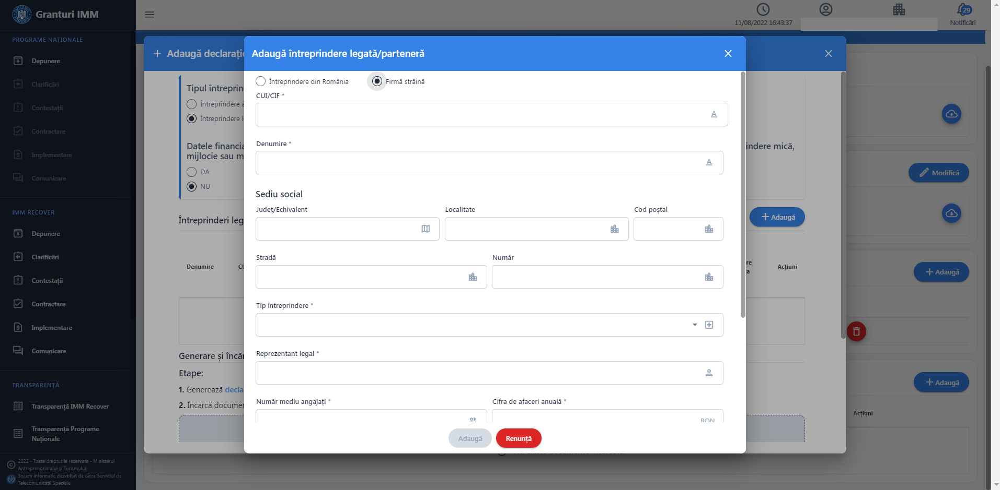 Granturi IMM
11/08/2022 16:43:37
29
Notificări
PROGRAME NAȚIONALE
Depunere
Clarificări
Contestații
Contractare
Implementare
Comunicare
IMM RECOVER
Depunere
Clarificări
Contestații
Contractare
Implementare
Comunicare
TRANSPARENȚĂ
Transparență IMM Recover
Transparență Programe
Naționale
2022 - Toate drepturile rezervate - Ministerul
Antreprenoriatului și Turismului
Sistem informatic dezvoltat de către Serviciul de
Telecomunicații Speciale
Adaugă declarație
Tipul întreprin
Întreprindere a
Întreprindere l
Datele financia
indere mică,
mijlocie sau m
DA
NU
Întreprinderi leg
Adaugă
Denumire
CU
re
ia
Acțiuni
Generare și încăr
Etape:
1. Generează decla
2. Încarcă documen
Adaugă întreprindere legată/parteneră
Întreprindere din România
Firmă străină
CUI/CIF *
Denumire *
Sediu social
Județ/Echivalent
Localitate
Cod poștal
Stradă
Număr
Tip întreprindere *
Reprezentant legal *
Număr mediu angajați *
Cifra de afaceri anuală *
RON
Adaugă
Renunță
Modifică
Adaugă
Adaugă
Acțiuni